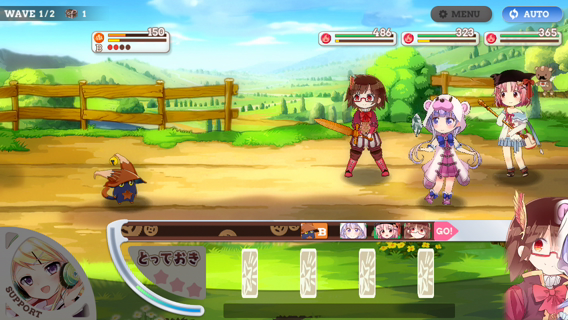 WAVE 1/2 1
MENU
AUTO
150
B
486
323
365
B
GO!
とっておき
SUPPORT